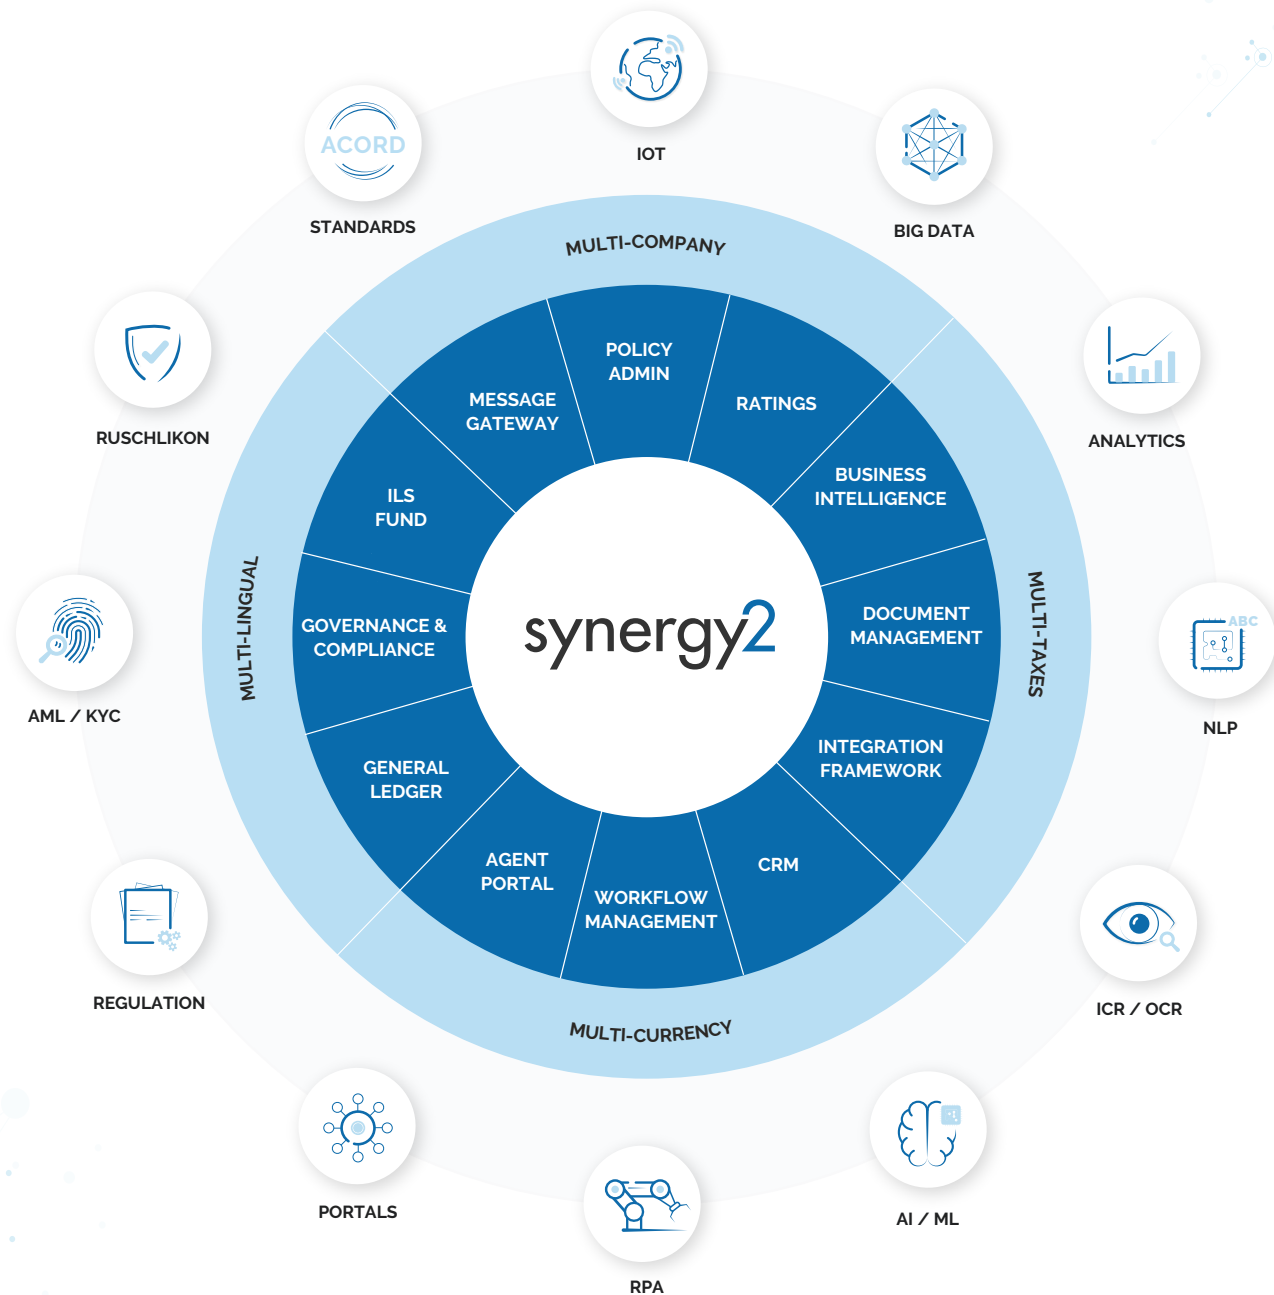 IOT
ACORD
STANDARDS
BIG DATA
MULTI-COMPANY
POLICY
ADMIN
MESSAGE
GATEWAY
RATINGS
RUSCHLIKON
ANALYTICS
ILS
FUND
BUSINESS
INTELLIGENCE
MULTI-LINGUAL
GOVERNANCE &
COMPLIANCE
synergy2
DOCUMENT
MANAGEMENT
MULTI-TAXES
ABC
NLP
AML / KYC
GENERAL
LEDGER
INTEGRATION
FRAMEWORK
AGENT
PORTAL
WORKFLOW
MANAGEMENT
CRM
REGULATION
ICR / OCR
MULTI-CURRENCY
PORTALS
AI / ML
RPA